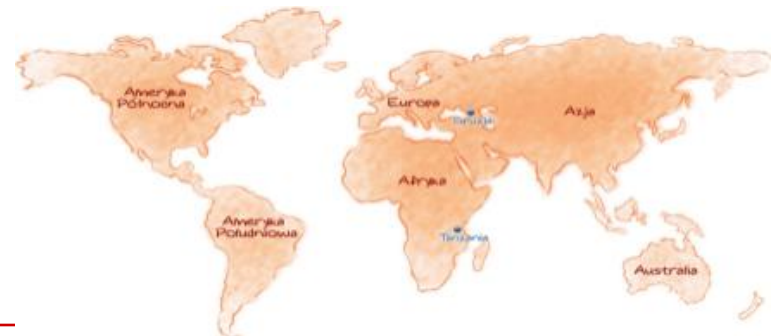 Ameryka
Północna
Europa
Azja
Afryka
Ameryka
Południowa
Tanzania
Australia